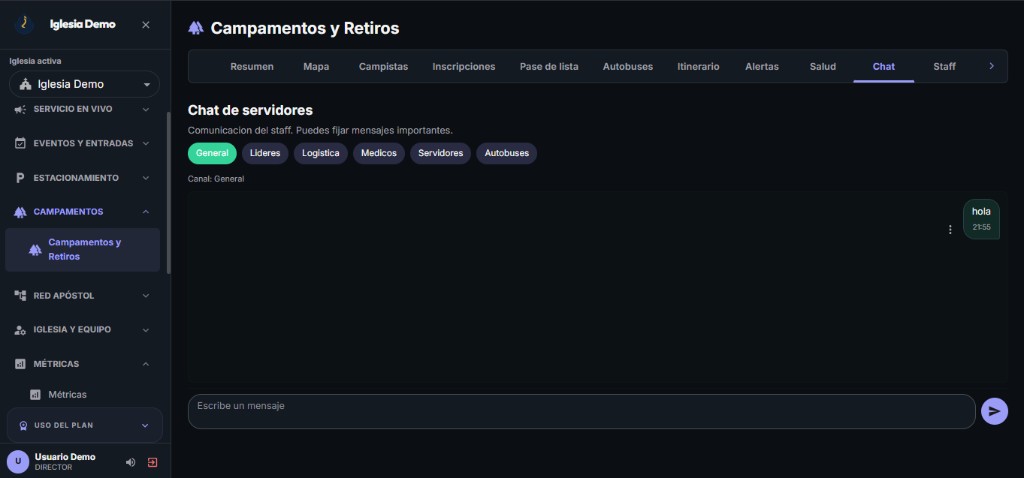 Iglesia Demo
Iglesia activa
Iglesia Demo
SERVICIO EN VIVO
EVENTOS Y ENTRADAS
ESTACIONAMIENTO
CAMPAMENTOS
Campamentos y
Retiros
RED APÓSTOL
IGLESIA Y EQUIPO
MÉTRICAS
Métricas
USO DEL PLAN
U
Usuario Demo
DIRECTOR
Campamentos y Retiros
Resumen Mapa Campistas Inscripciones Pase de lista Autobuses Itinerario Alertas Salud Chat Staff
Chat de servidores
Comunicacion del staff. Puedes fijar mensajes importantes.
General Lideres Logistica Medicos Servidores Autobuses
Canal: General
hola
21:55
Escribe un mensaje